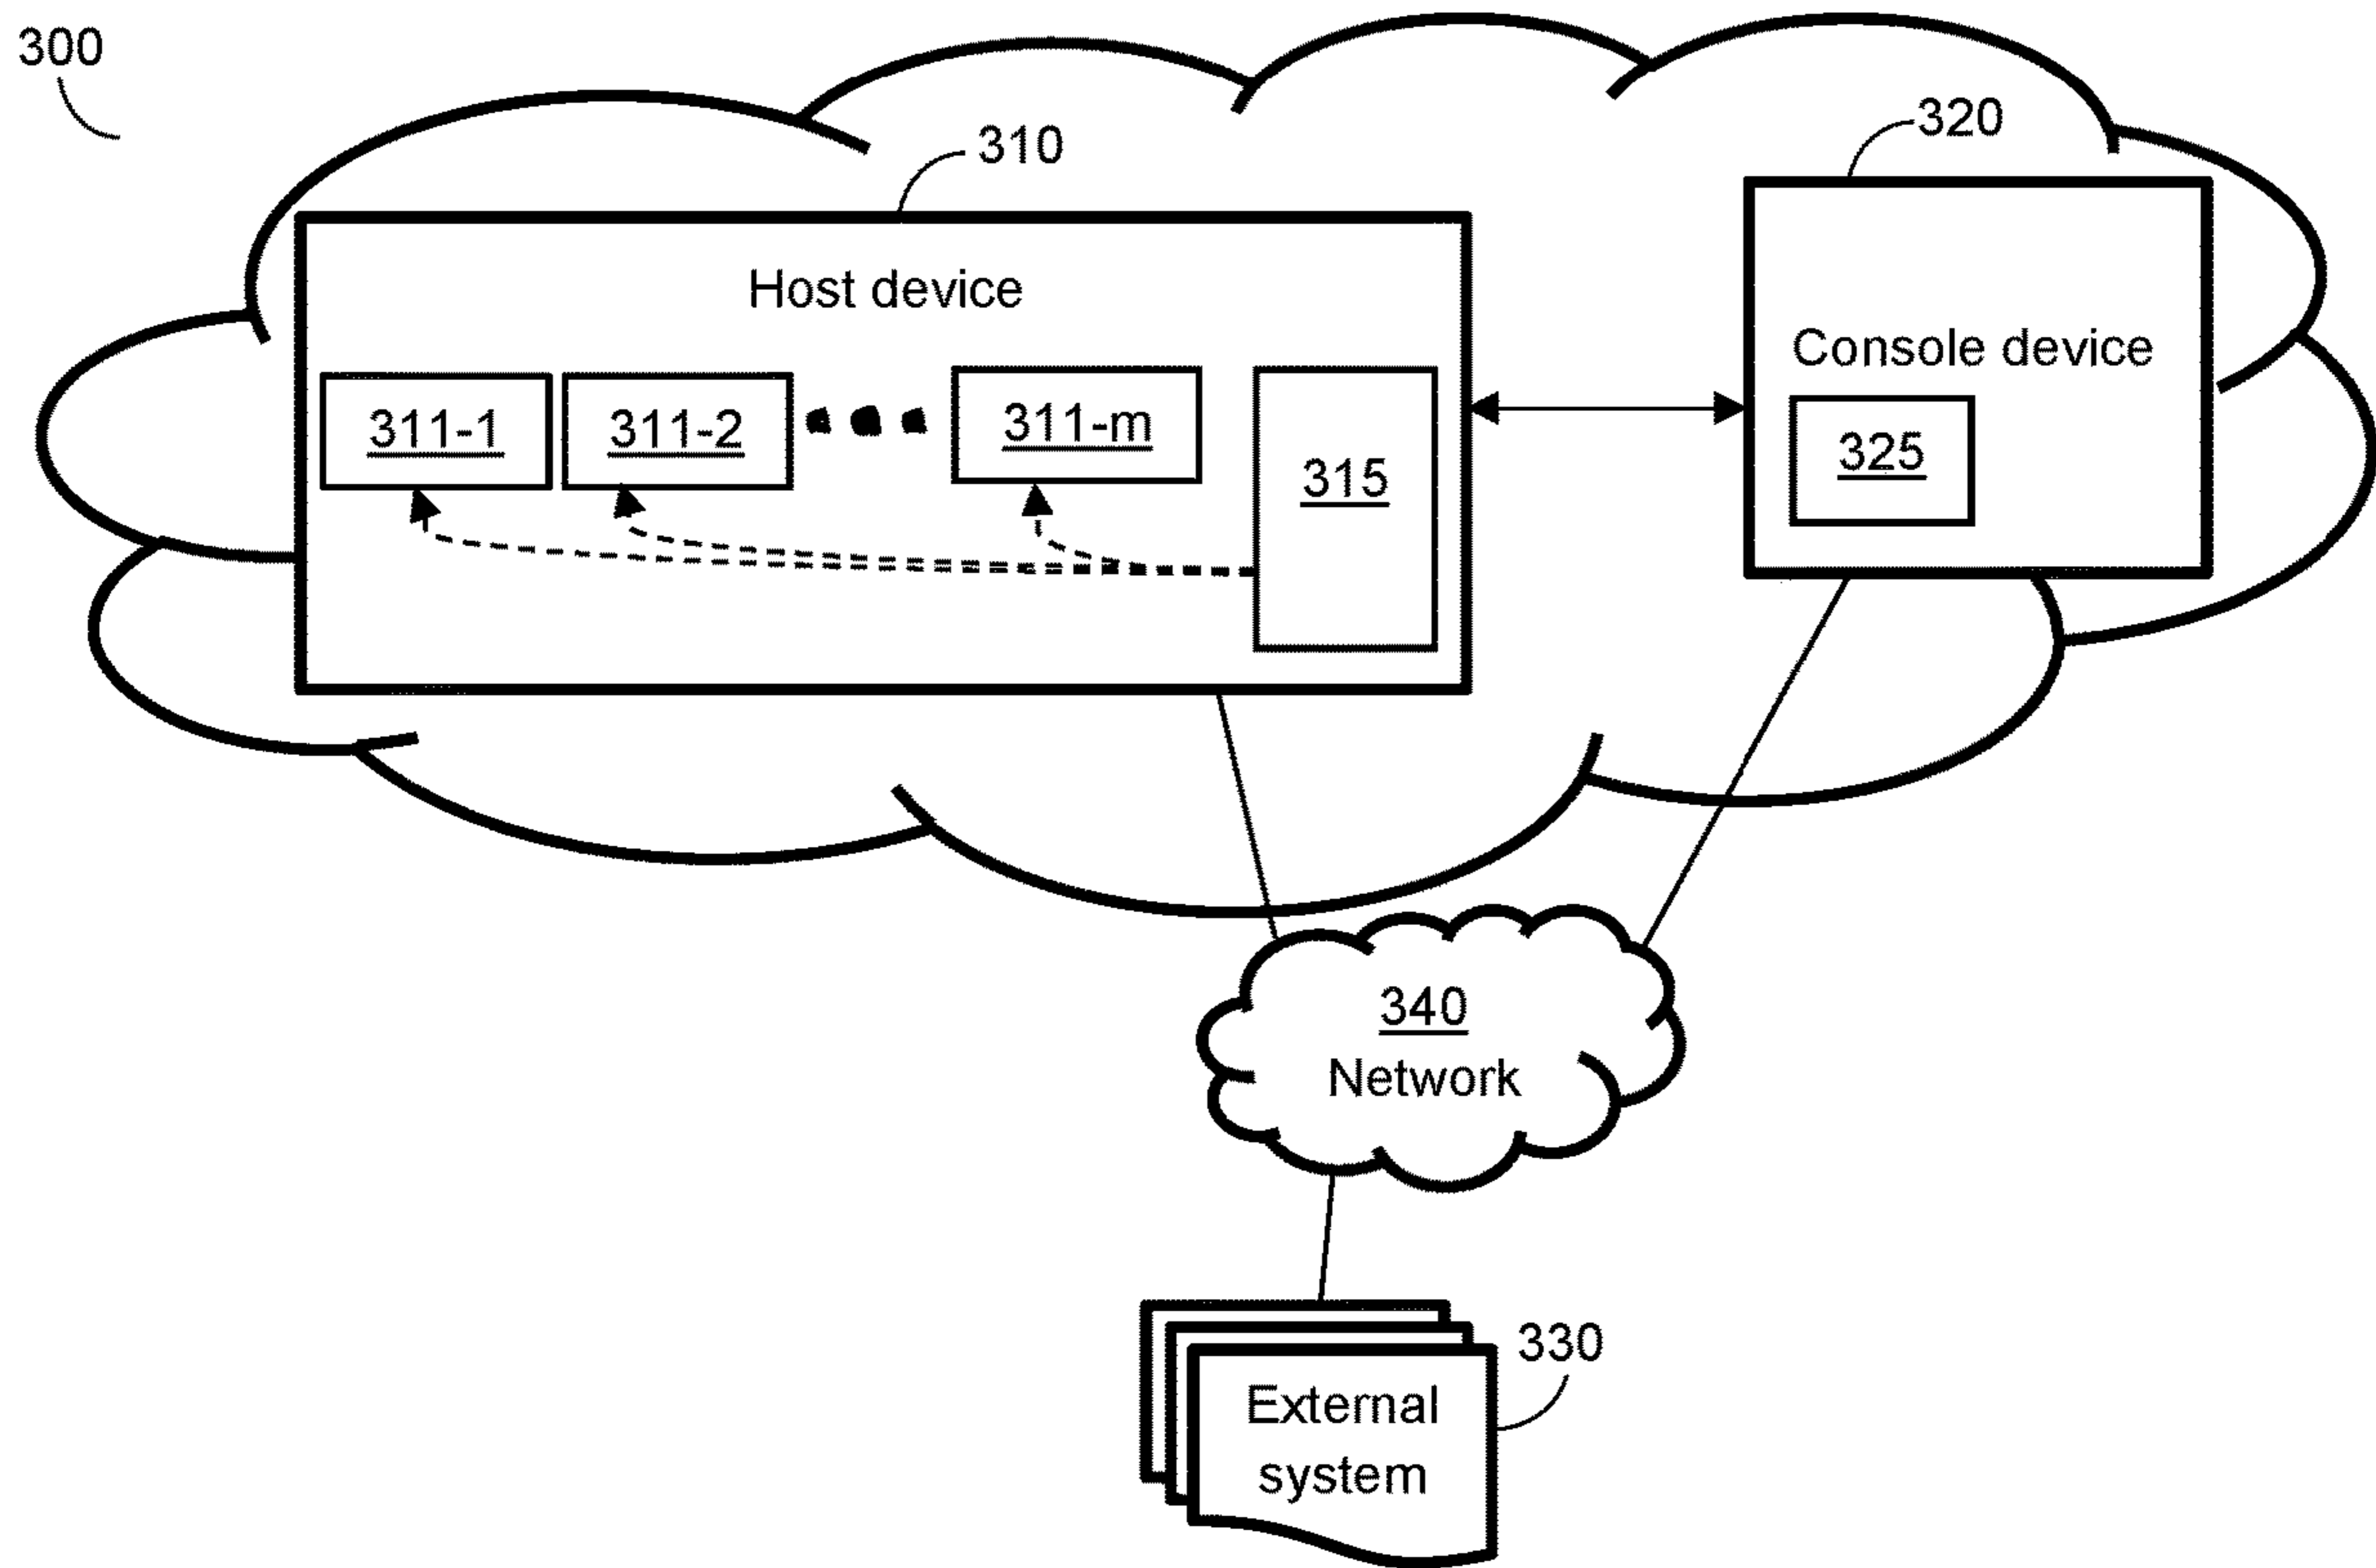 300
310
320
Host device
Console device
311-1
311-2
311-m
315
325
340
Network
330
External
system